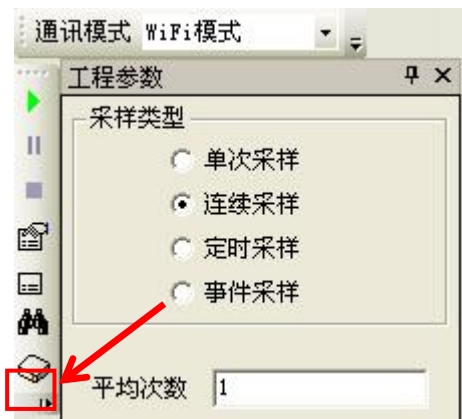 通讯模式 WiFi模式
工程参数
采样类型
单次采样
连续采样
定时采样
事件采样
平均次数 1